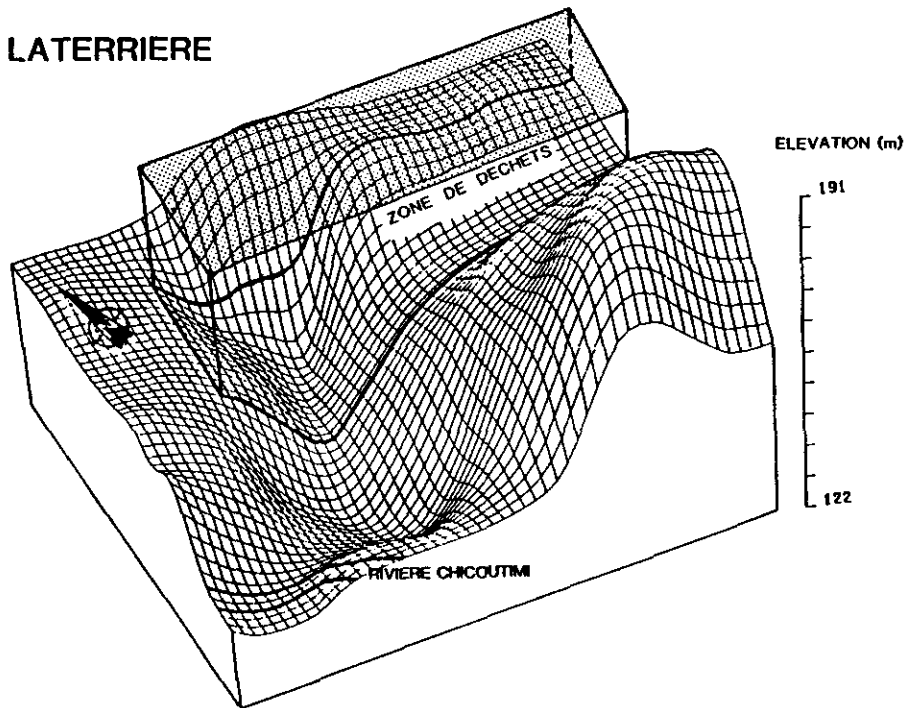 LATERRIERE
ELEVATION (m)
191
ZONE DE DECHETS
122
RIVIERE CHICOUTIMI